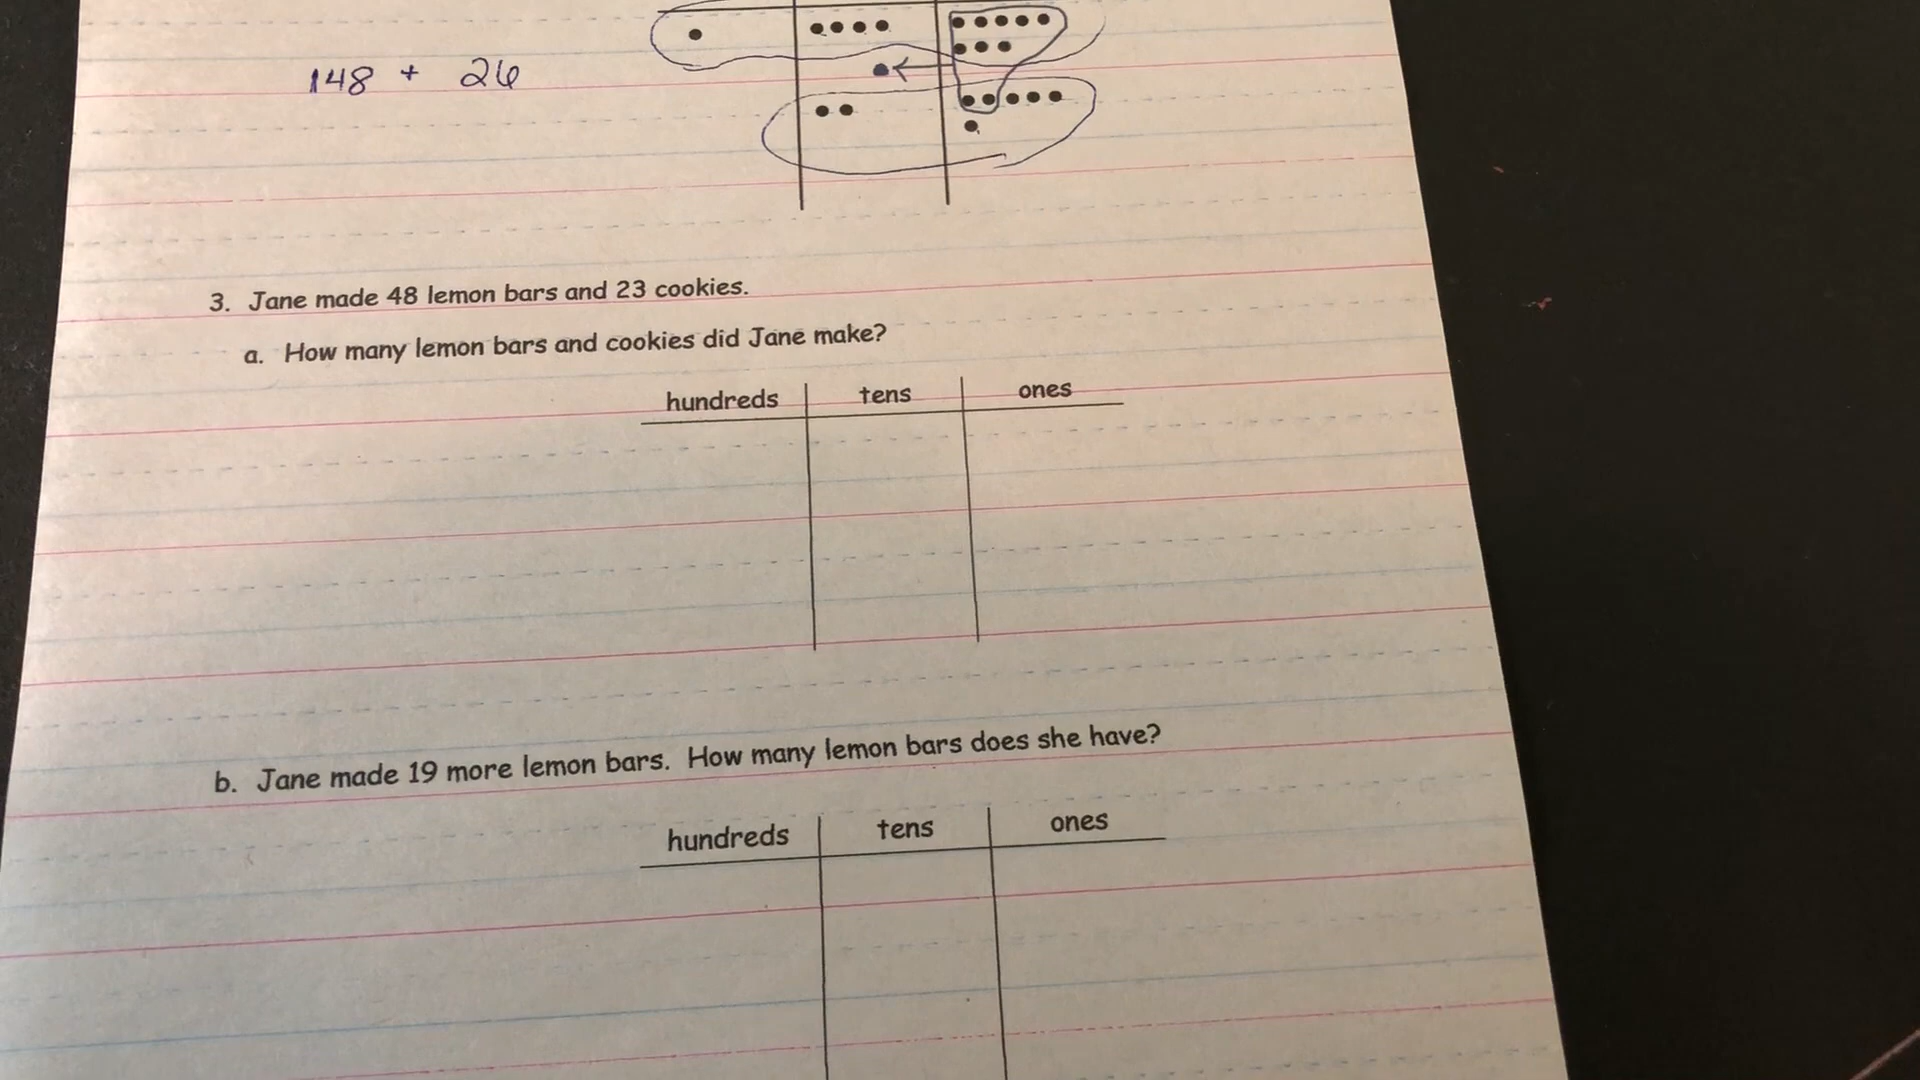 148 + 26
3. Jane made 48 lemon bars and 23 cookies.
a. How many lemon bars and cookies did Jane make?
hundreds tens ones
b. Jane made 19 more lemon bars. How many lemon bars does she have?
hundreds tens ones